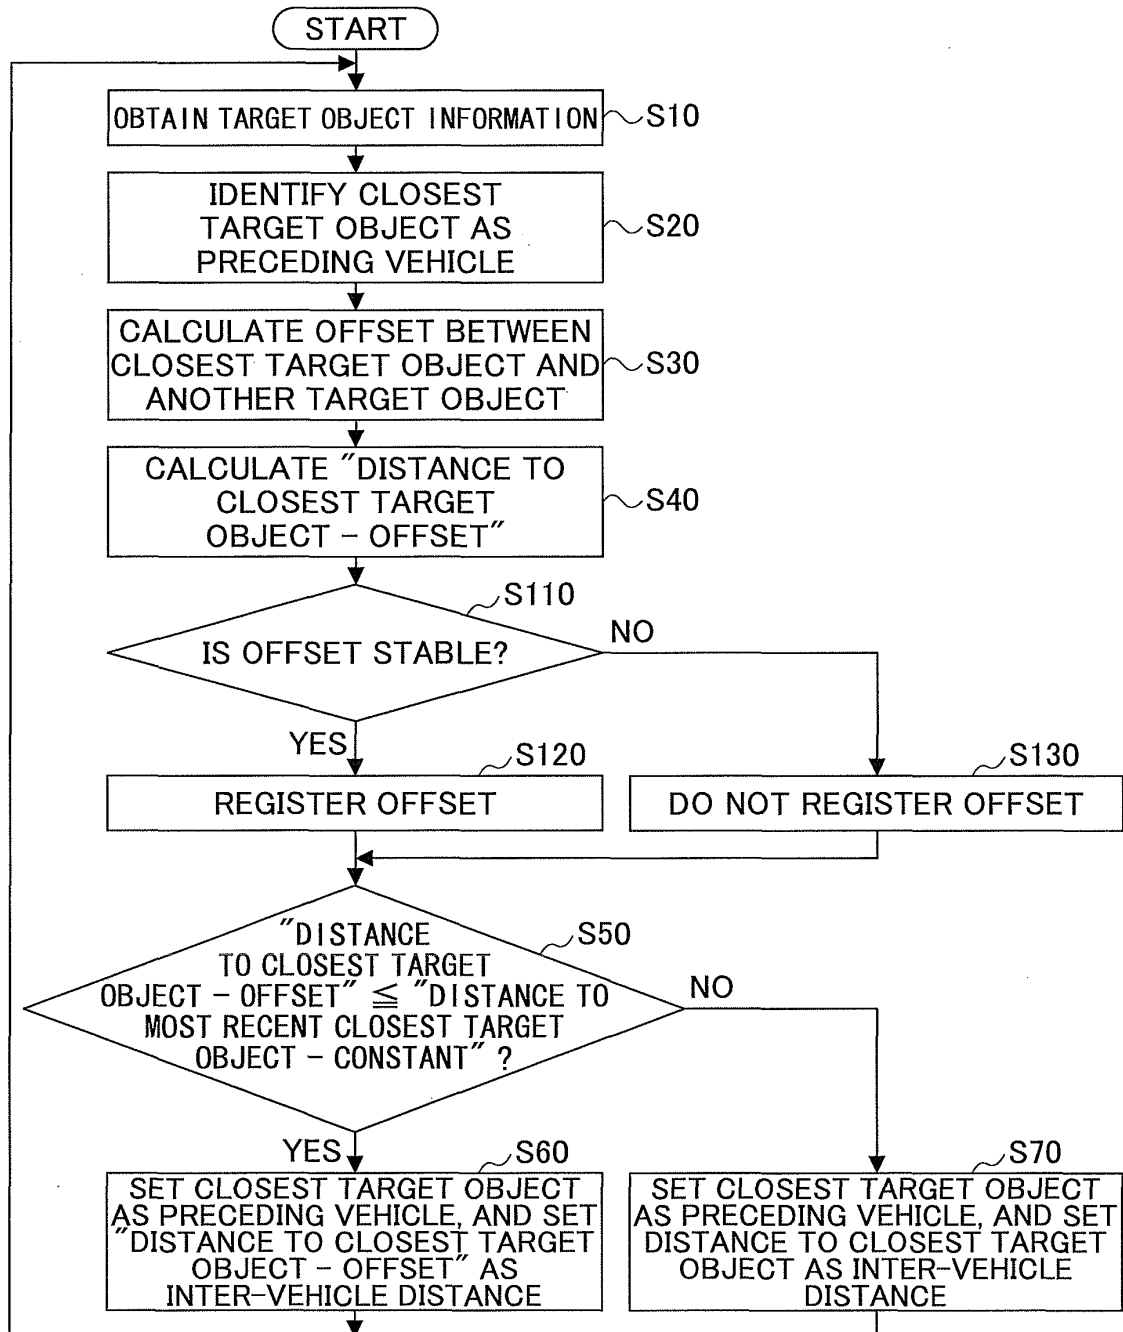 START
OBTAIN TARGET OBJECT INFORMATION
S10
IDENTIFY CLOSEST
TARGET OBJECT AS
PRECEDING VEHICLE
S20
CALCULATE OFFSET BETWEEN
CLOSEST TARGET OBJECT AND
ANOTHER TARGET OBJECT
S30
CALCULATE "DISTANCE TO
CLOSEST TARGET
OBJECT - OFFSET"
S40
S110
IS OFFSET STABLE?
NO
YES
S120
REGISTER OFFSET
S130
DO NOT REGISTER OFFSET
S50
"DISTANCE
TO CLOSEST TARGET
OBJECT - OFFSET" ≦ "DISTANCE TO
MOST RECENT CLOSEST TARGET
OBJECT - CONSTANT" ?
NO
YES
S60
SET CLOSEST TARGET OBJECT
AS PRECEDING VEHICLE, AND SET
"DISTANCE TO CLOSEST TARGET
OBJECT - OFFSET" AS
INTER-VEHICLE DISTANCE
S70
SET CLOSEST TARGET OBJECT
AS PRECEDING VEHICLE, AND SET
DISTANCE TO CLOSEST TARGET
OBJECT AS INTER-VEHICLE
DISTANCE